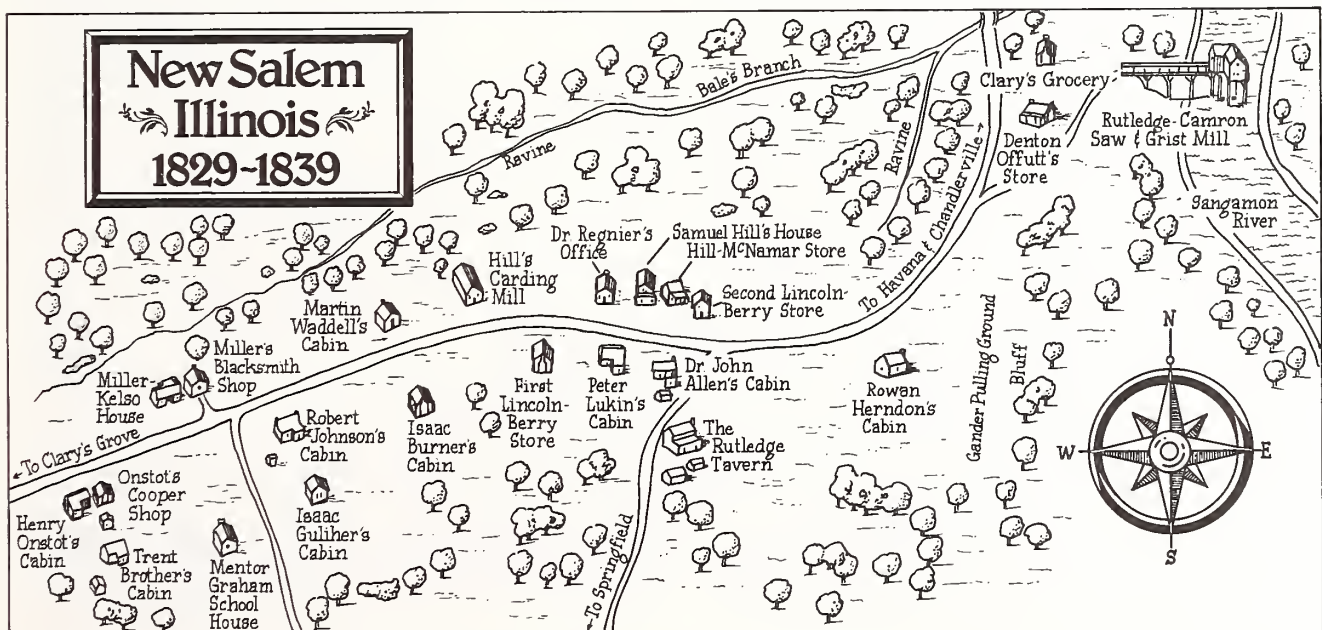 New Salem
Illinois
1829~1839
Bale's Branch
Ravine
Ravine
Clary's Grocery
Rutledge-Camron
Saw & Grist Mill
Denton
Offutt's
Store
Sangamon
River
To Havana & Chandlerville
Dr Regnier's
Office
Samuel Hill's House
Hill-McNamar Store
Second Lincoln-
Berry Store
Hill's
Carding
Mill
Martin
Waddell's
Cabin
Miller's
Blacksmith
Shop
Miller-
Kelso
House
To Clary's Grove
Robert
Johnson's
Cabin
Isaac
Burner's
Cabin
First
Lincoln-
Berry
Store
Peter
Lukin's
Cabin
Dr. John
Allen's Cabin
Rowan
Herndon's
Cabin
Gander Pulling Ground
Bluff
N
W
E
S
The
Rutledge
Tavern
Onstot's
Cooper
Shop
Henry
Onstot's
Cabin
Trent
Brother's
Cabin
Mentor
Graham
School
House
Isaac
Guliher's
Cabin
To Springfield